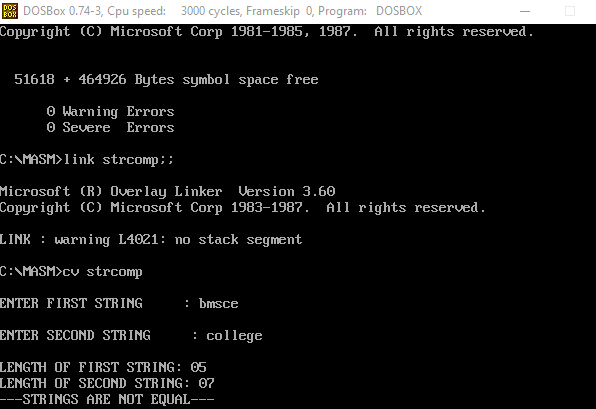 DOS
BOX
DOSBox 0.74-3, Cpu speed: 3000 cycles, Frameskip 0, Program: DOSBOX
Copyright (C) Microsoft Corp 1981-1985, 1987. All rights reserved.
51618 + 464926 Bytes symbol space free
0 Warning Errors
0 Severe Errors
C:\MASM>link strcomp;;
Microsoft (R) Overlay Linker Version 3.60
Copyright (C) Microsoft Corp 1983-1987. All rights reserved.
LINK : warning L4021: no stack segment
C:\MASM>cv strcomp
ENTER FIRST STRING : bmsce
ENTER SECOND STRING : college
LENGTH OF FIRST STRING: 05
LENGTH OF SECOND STRING: 07
---STRINGS ARE NOT EQUAL---